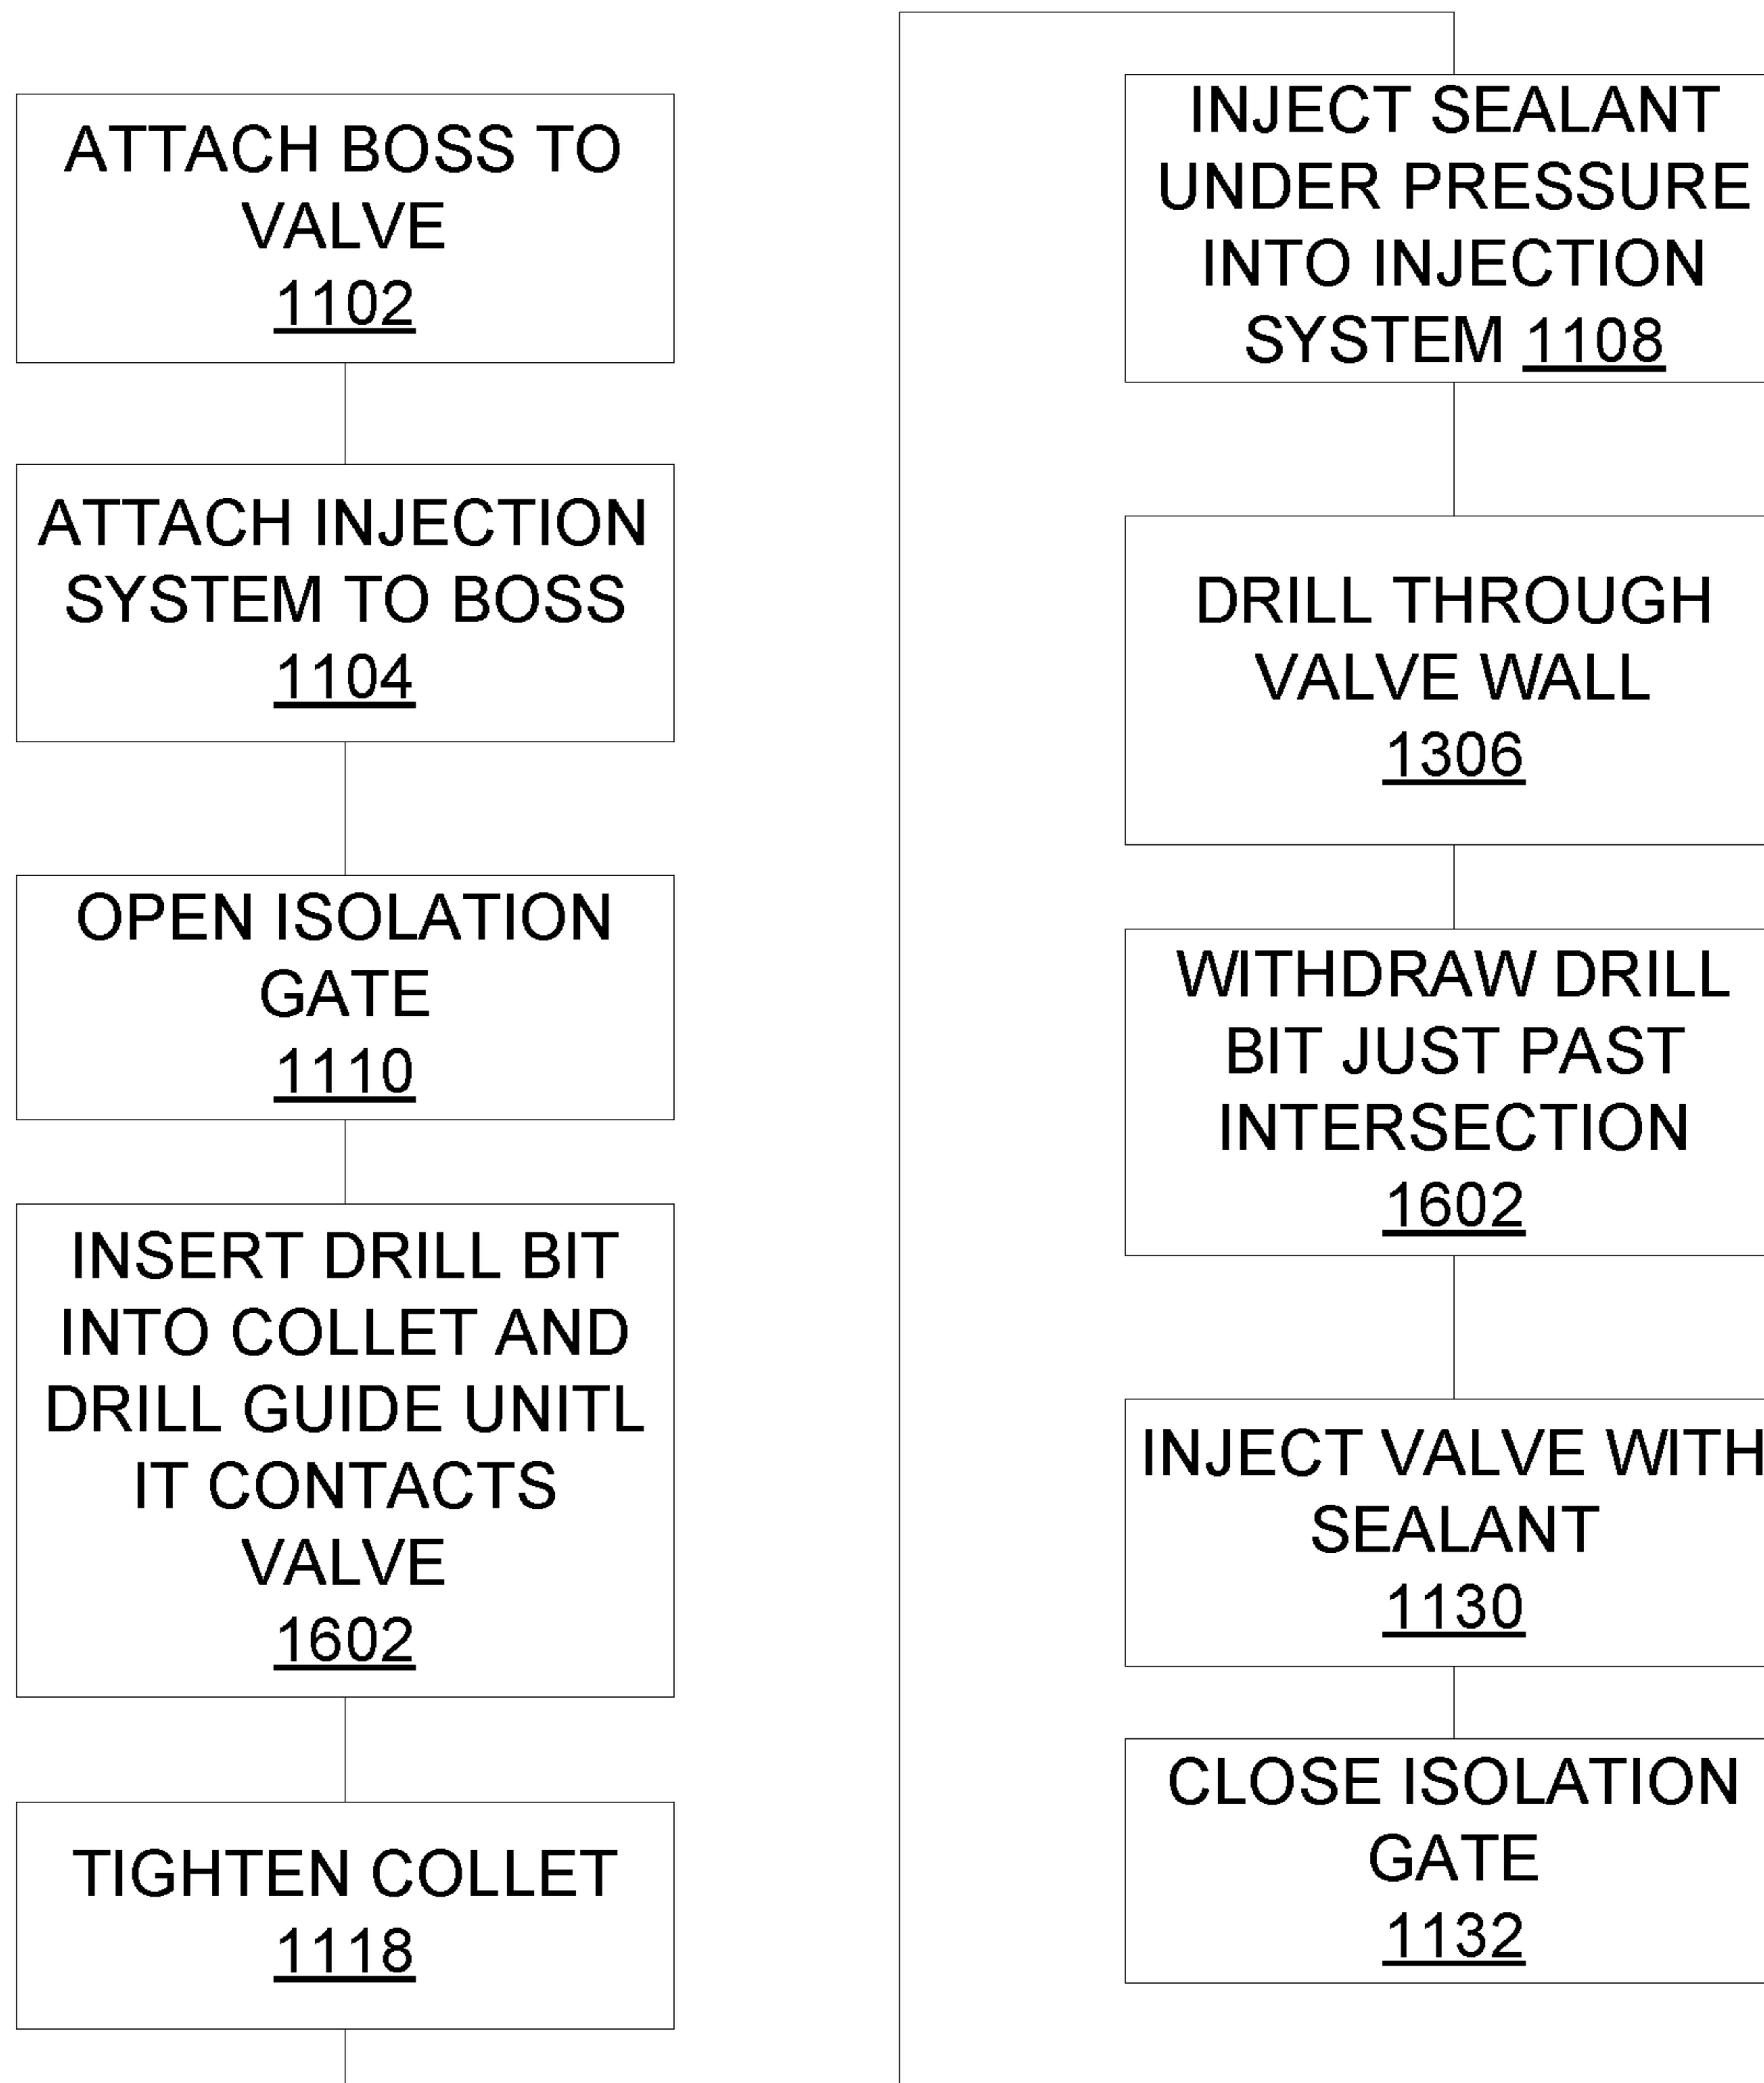 ATTACH BOSS TO
VALVE
1102
ATTACH INJECTION
SYSTEM TO BOSS
1104
OPEN ISOLATION
GATE
1110
INSERT DRILL BIT
INTO COLLET AND
DRILL GUIDE UNITL
IT CONTACTS
VALVE
1602
TIGHTEN COLLET
1118
INJECT SEALANT
UNDER PRESSURE
INTO INJECTION
SYSTEM 1108
DRILL THROUGH
VALVE WALL
1306
WITHDRAW DRILL
BIT JUST PAST
INTERSECTION
1602
INJECT VALVE WITH
SEALANT
1130
CLOSE ISOLATION
GATE
1132